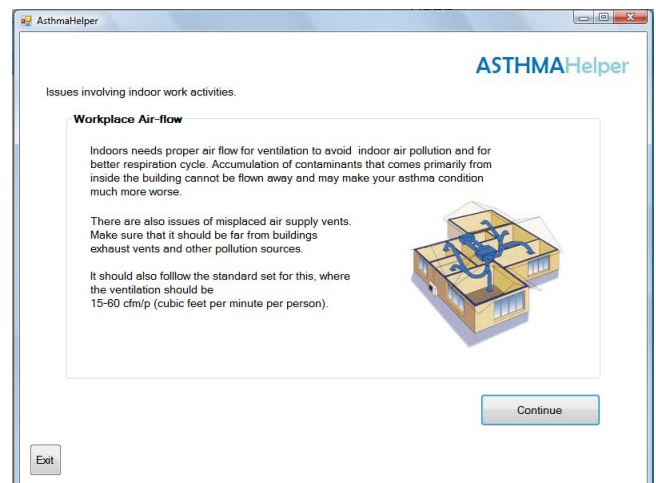 AsthmaHelper
ASTHMAHelper
Issues involving indoor work activities.
Workplace Air-flow
Indoors needs proper air flow for ventilation to avoid indoor air pollution and for
better respiration cycle. Accumulation of contaminants that comes primarily from
inside the building cannot be flown away and may make your asthma condition
much more worse.
There are also issues of misplaced air supply vents.
Make sure that it should be far from buildings
exhaust vents and other pollution sources.
It should also folllow the standard set for this, where
the ventilation should be
15-60 cfm/p (cubic feet per minute per person).
Continue
Exit